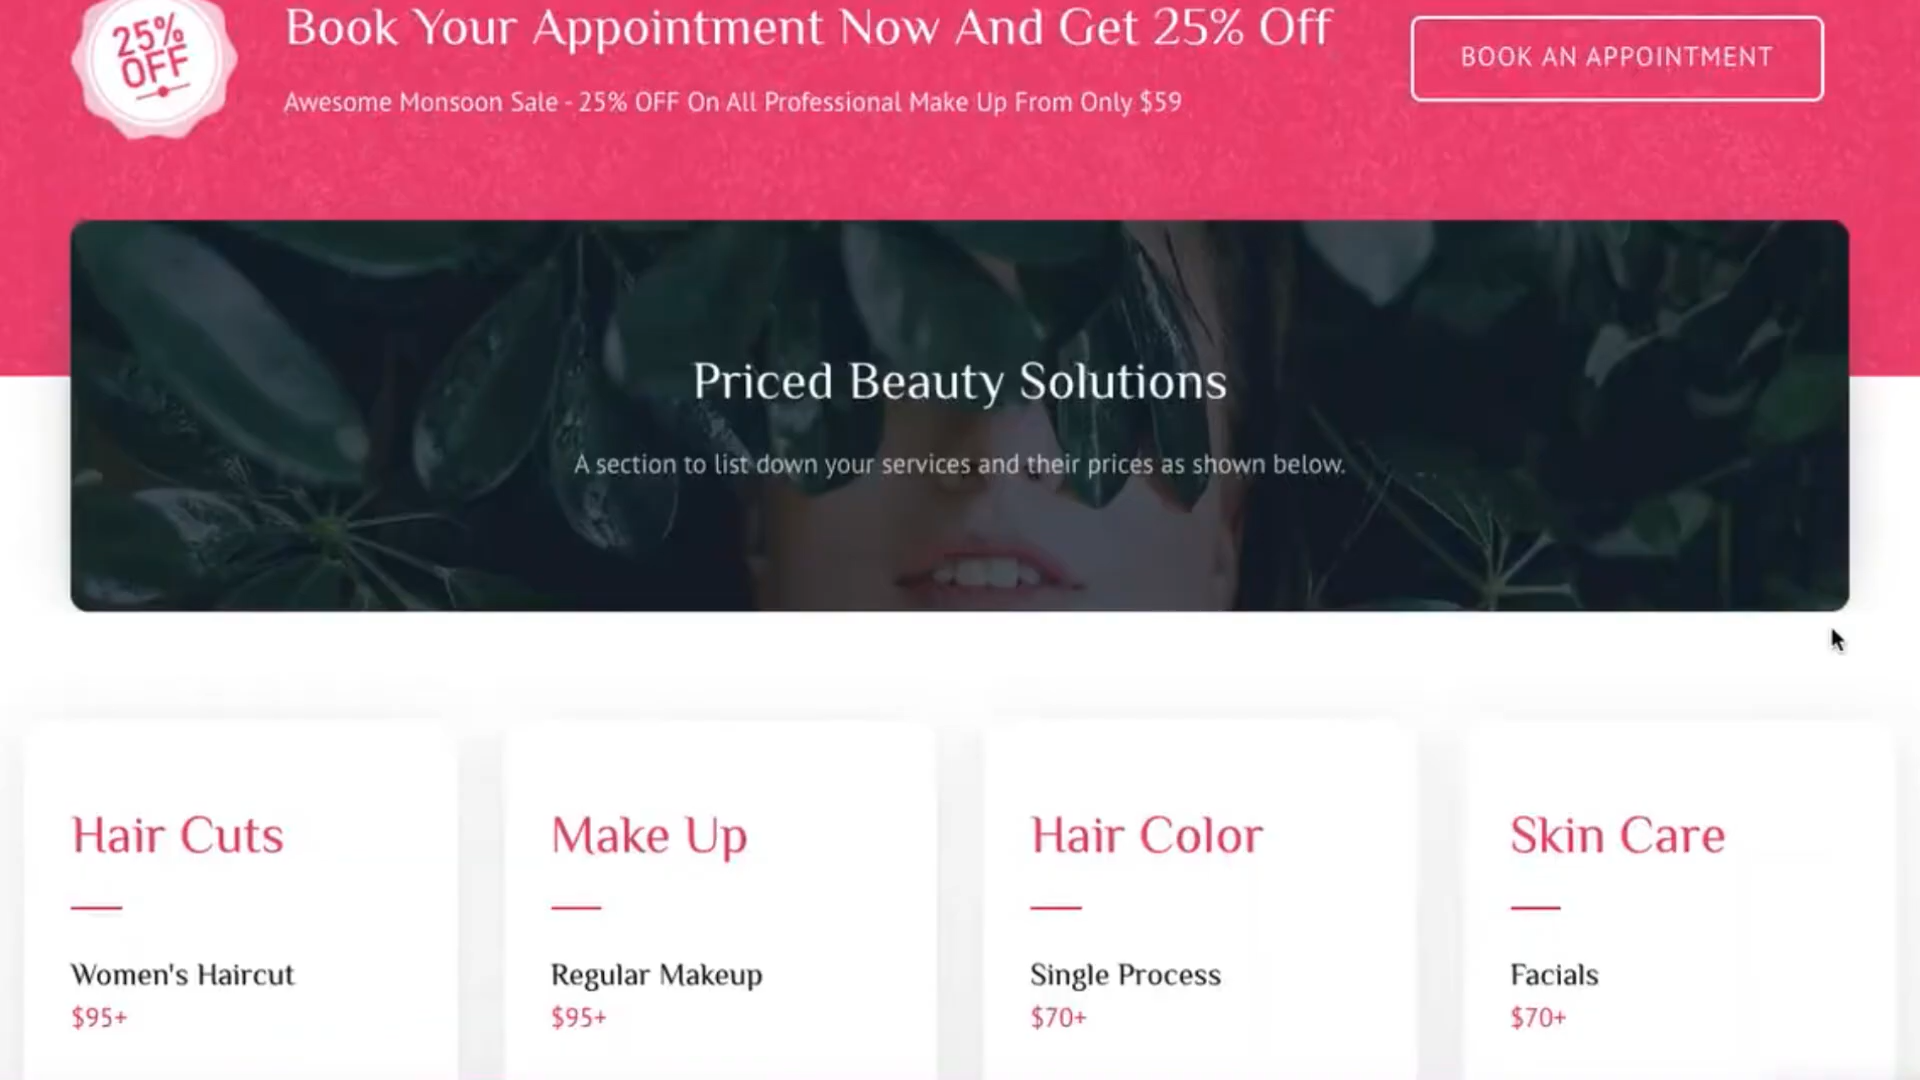 25%
OFF
Book Your Appointment Now And Get 25% Off
Awesome Monsoon Sale - 25% OFF On All Professional Make Up From Only $59
BOOK AN APPOINTMENT
Priced Beauty Solutions
A section to list down your services and their prices as shown below.
Hair Cuts
Women's Haircut
$95+
Make Up
Regular Makeup
$95+
Hair Color
Single Process
$70+
Skin Care
Facials
$70+